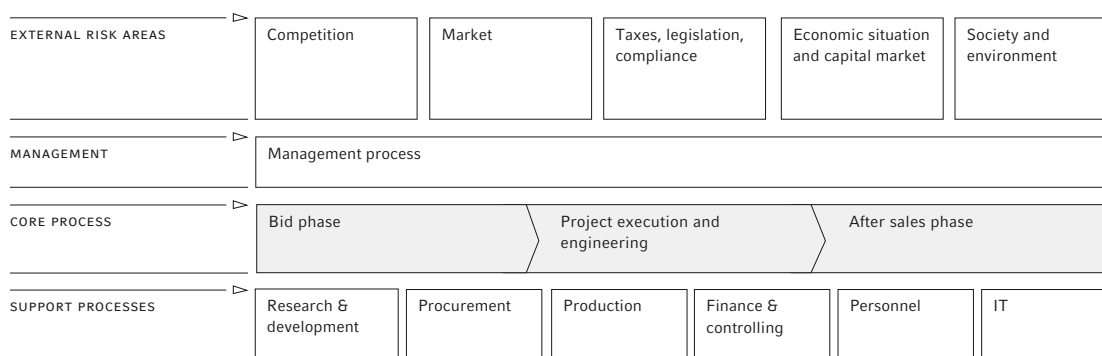 EXTERNAL RISK AREAS
Competition
Market
Taxes, legislation,
compliance
Economic situation
and capital market
Society and
environment
MANAGEMENT
Management process
CORE PROCESS
Bid phase
Project execution and
engineering
After sales phase
SUPPORT PROCESSES
Research &
development
Procurement
Production
Finance &
controlling
Personnel
IT